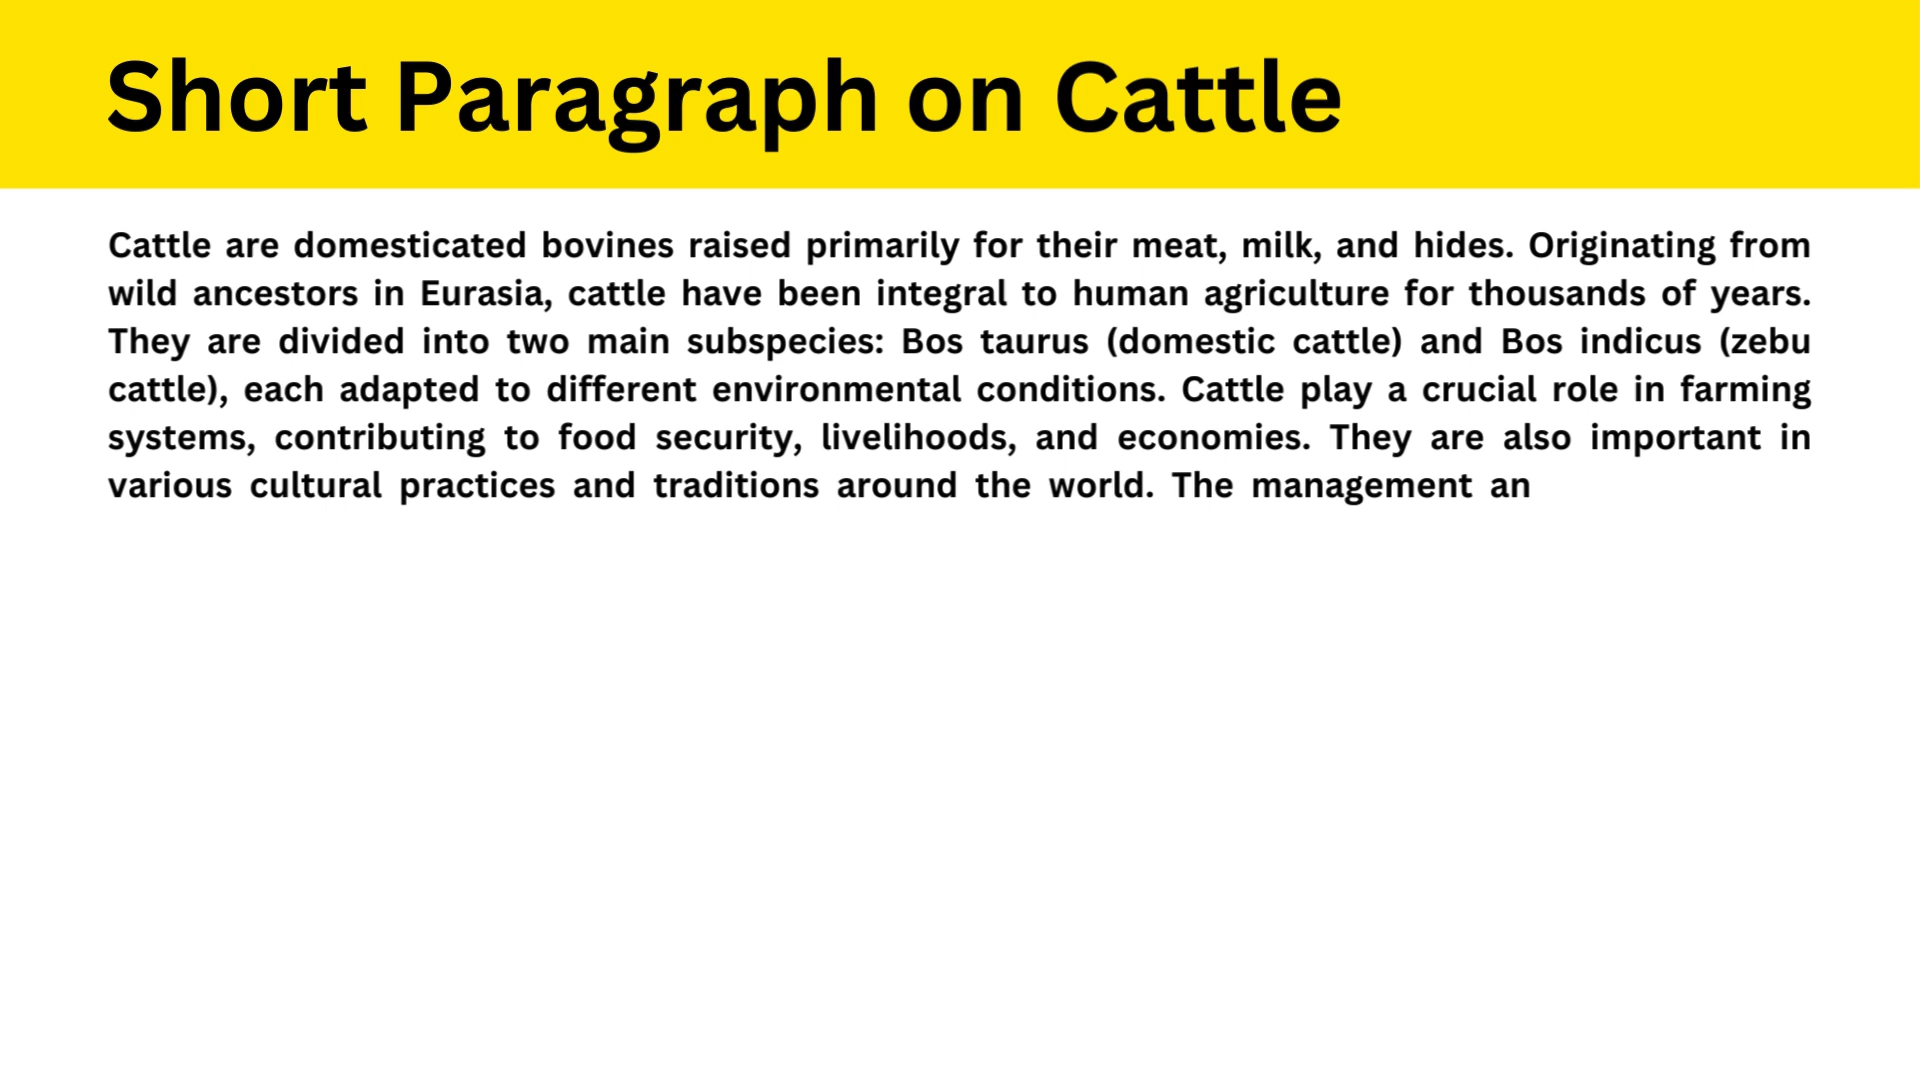 Short Paragraph on Cattle
Cattle are domesticated bovines raised primarily for their meat, milk, and hides. Originating from
wild ancestors in Eurasia, cattle have been integral to human agriculture for thousands of years.
They are divided into two main subspecies: Bos taurus (domestic cattle) and Bos indicus (zebu
cattle), each adapted to different environmental conditions. Cattle play a crucial role in farming
systems, contributing to food security, livelihoods, and economies. They are also important in
various cultural practices and traditions around the world. The management an